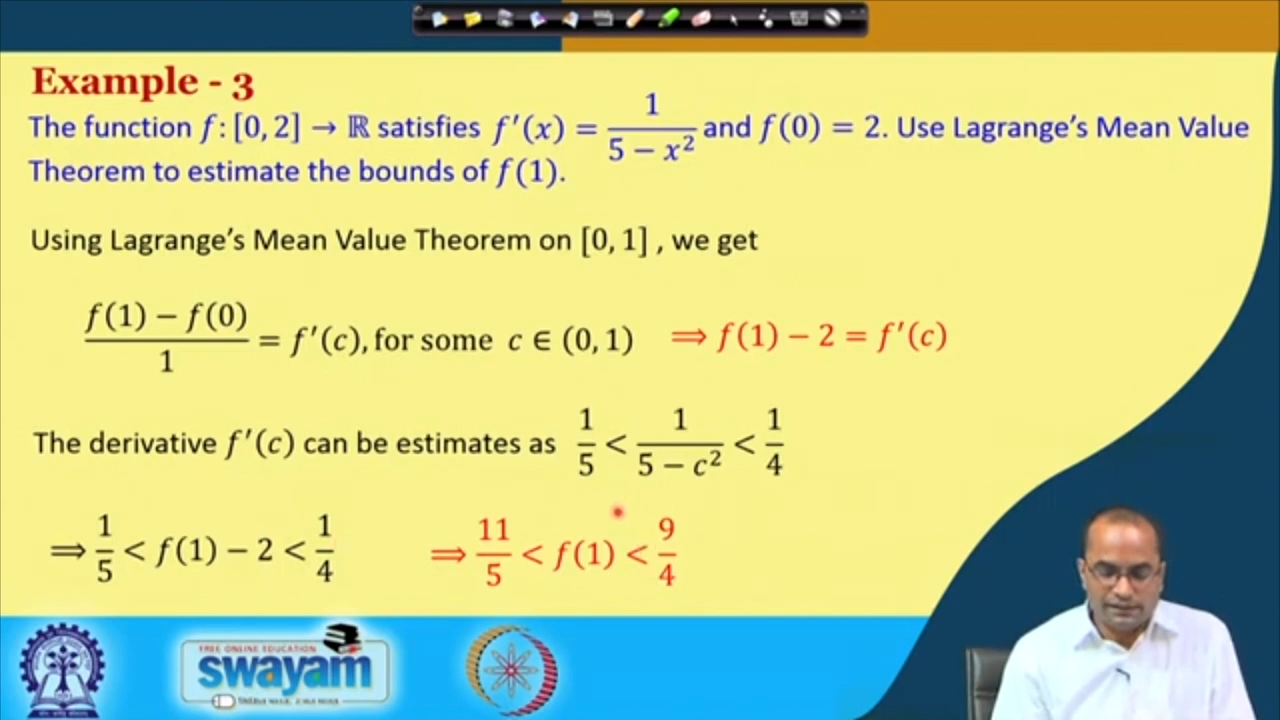 Example - 3
The function f: [0, 2] → ℝ satisfies f′(x) = 1/(5 − x²) and f(0) = 2. Use Lagrange's Mean Value
Theorem to estimate the bounds of f(1).
Using Lagrange's Mean Value Theorem on [0, 1] , we get
(f(1) − f(0))/1 = f′(c), for some c ∈ (0, 1) ⟹ f(1) − 2 = f′(c)
The derivative f′(c) can be estimates as 1/5 < 1/(5 − c²) < 1/4
⟹ 1/5 < f(1) − 2 < 1/4 ⟹ 11/5 < f(1) < 9/4
FREE ONLINE EDUCATION
swayam